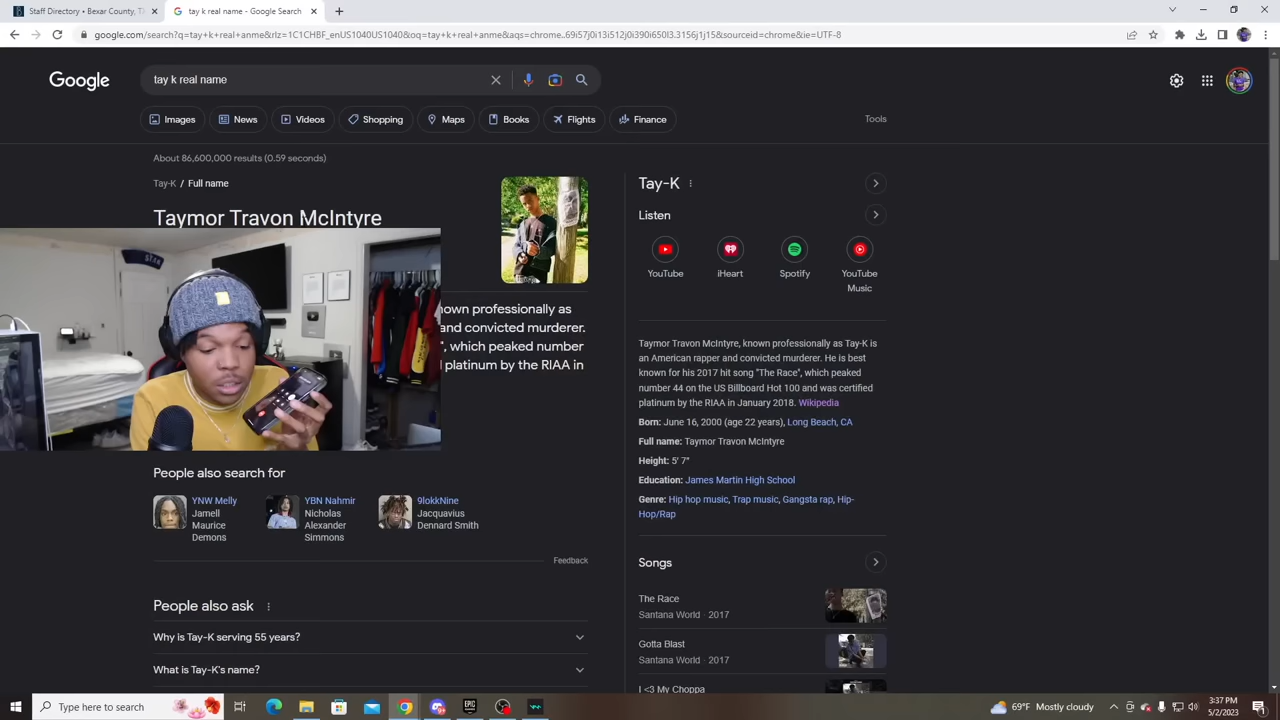 Staff Directory • Bexar County, T
tay k real name - Google Search
google.com/search?q=tay+k+real+anme&rlz=1C1CHBF_enUS1040US1040&oq=tay+k+real+anme&aqs=chrome..69i57j0i13i512j0i390i650l3.3156j1j15&sourceid=chrome&ie=UTF-8
Google
tay k real name
Images
News
Videos
Shopping
Maps
Books
Flights
Finance
Tools
About 86,600,000 results (0.59 seconds)
Tay-K / Full name
Taymor Travon McIntyre
own professionally as
and convicted murderer.
", which peaked number
platinum by the RIAA in
People also search for
YNW Melly
Jamell
Maurice
Demons
YBN Nahmir
Nicholas
Alexander
Simmons
9lokkNine
Jacquavius
Dennard Smith
Feedback
People also ask
Why is Tay-K serving 55 years?
What is Tay-K's name?
Tay-K
Listen
YouTube
iHeart
Spotify
YouTube
Music
Taymor Travon McIntyre, known professionally as Tay-K is
an American rapper and convicted murderer. He is best
known for his 2017 hit song "The Race", which peaked
number 44 on the US Billboard Hot 100 and was certified
platinum by the RIAA in January 2018. Wikipedia
Born: June 16, 2000 (age 22 years), Long Beach, CA
Full name: Taymor Travon McIntyre
Height: 5′ 7″
Education: James Martin High School
Genre: Hip hop music, Trap music, Gangsta rap, Hip-
Hop/Rap
Songs
The Race
Santana World · 2017
Gotta Blast
Santana World · 2017
I <3 My Choppa
Type here to search
EPIC
69°F Mostly cloudy
3:37 PM
5/2/2023